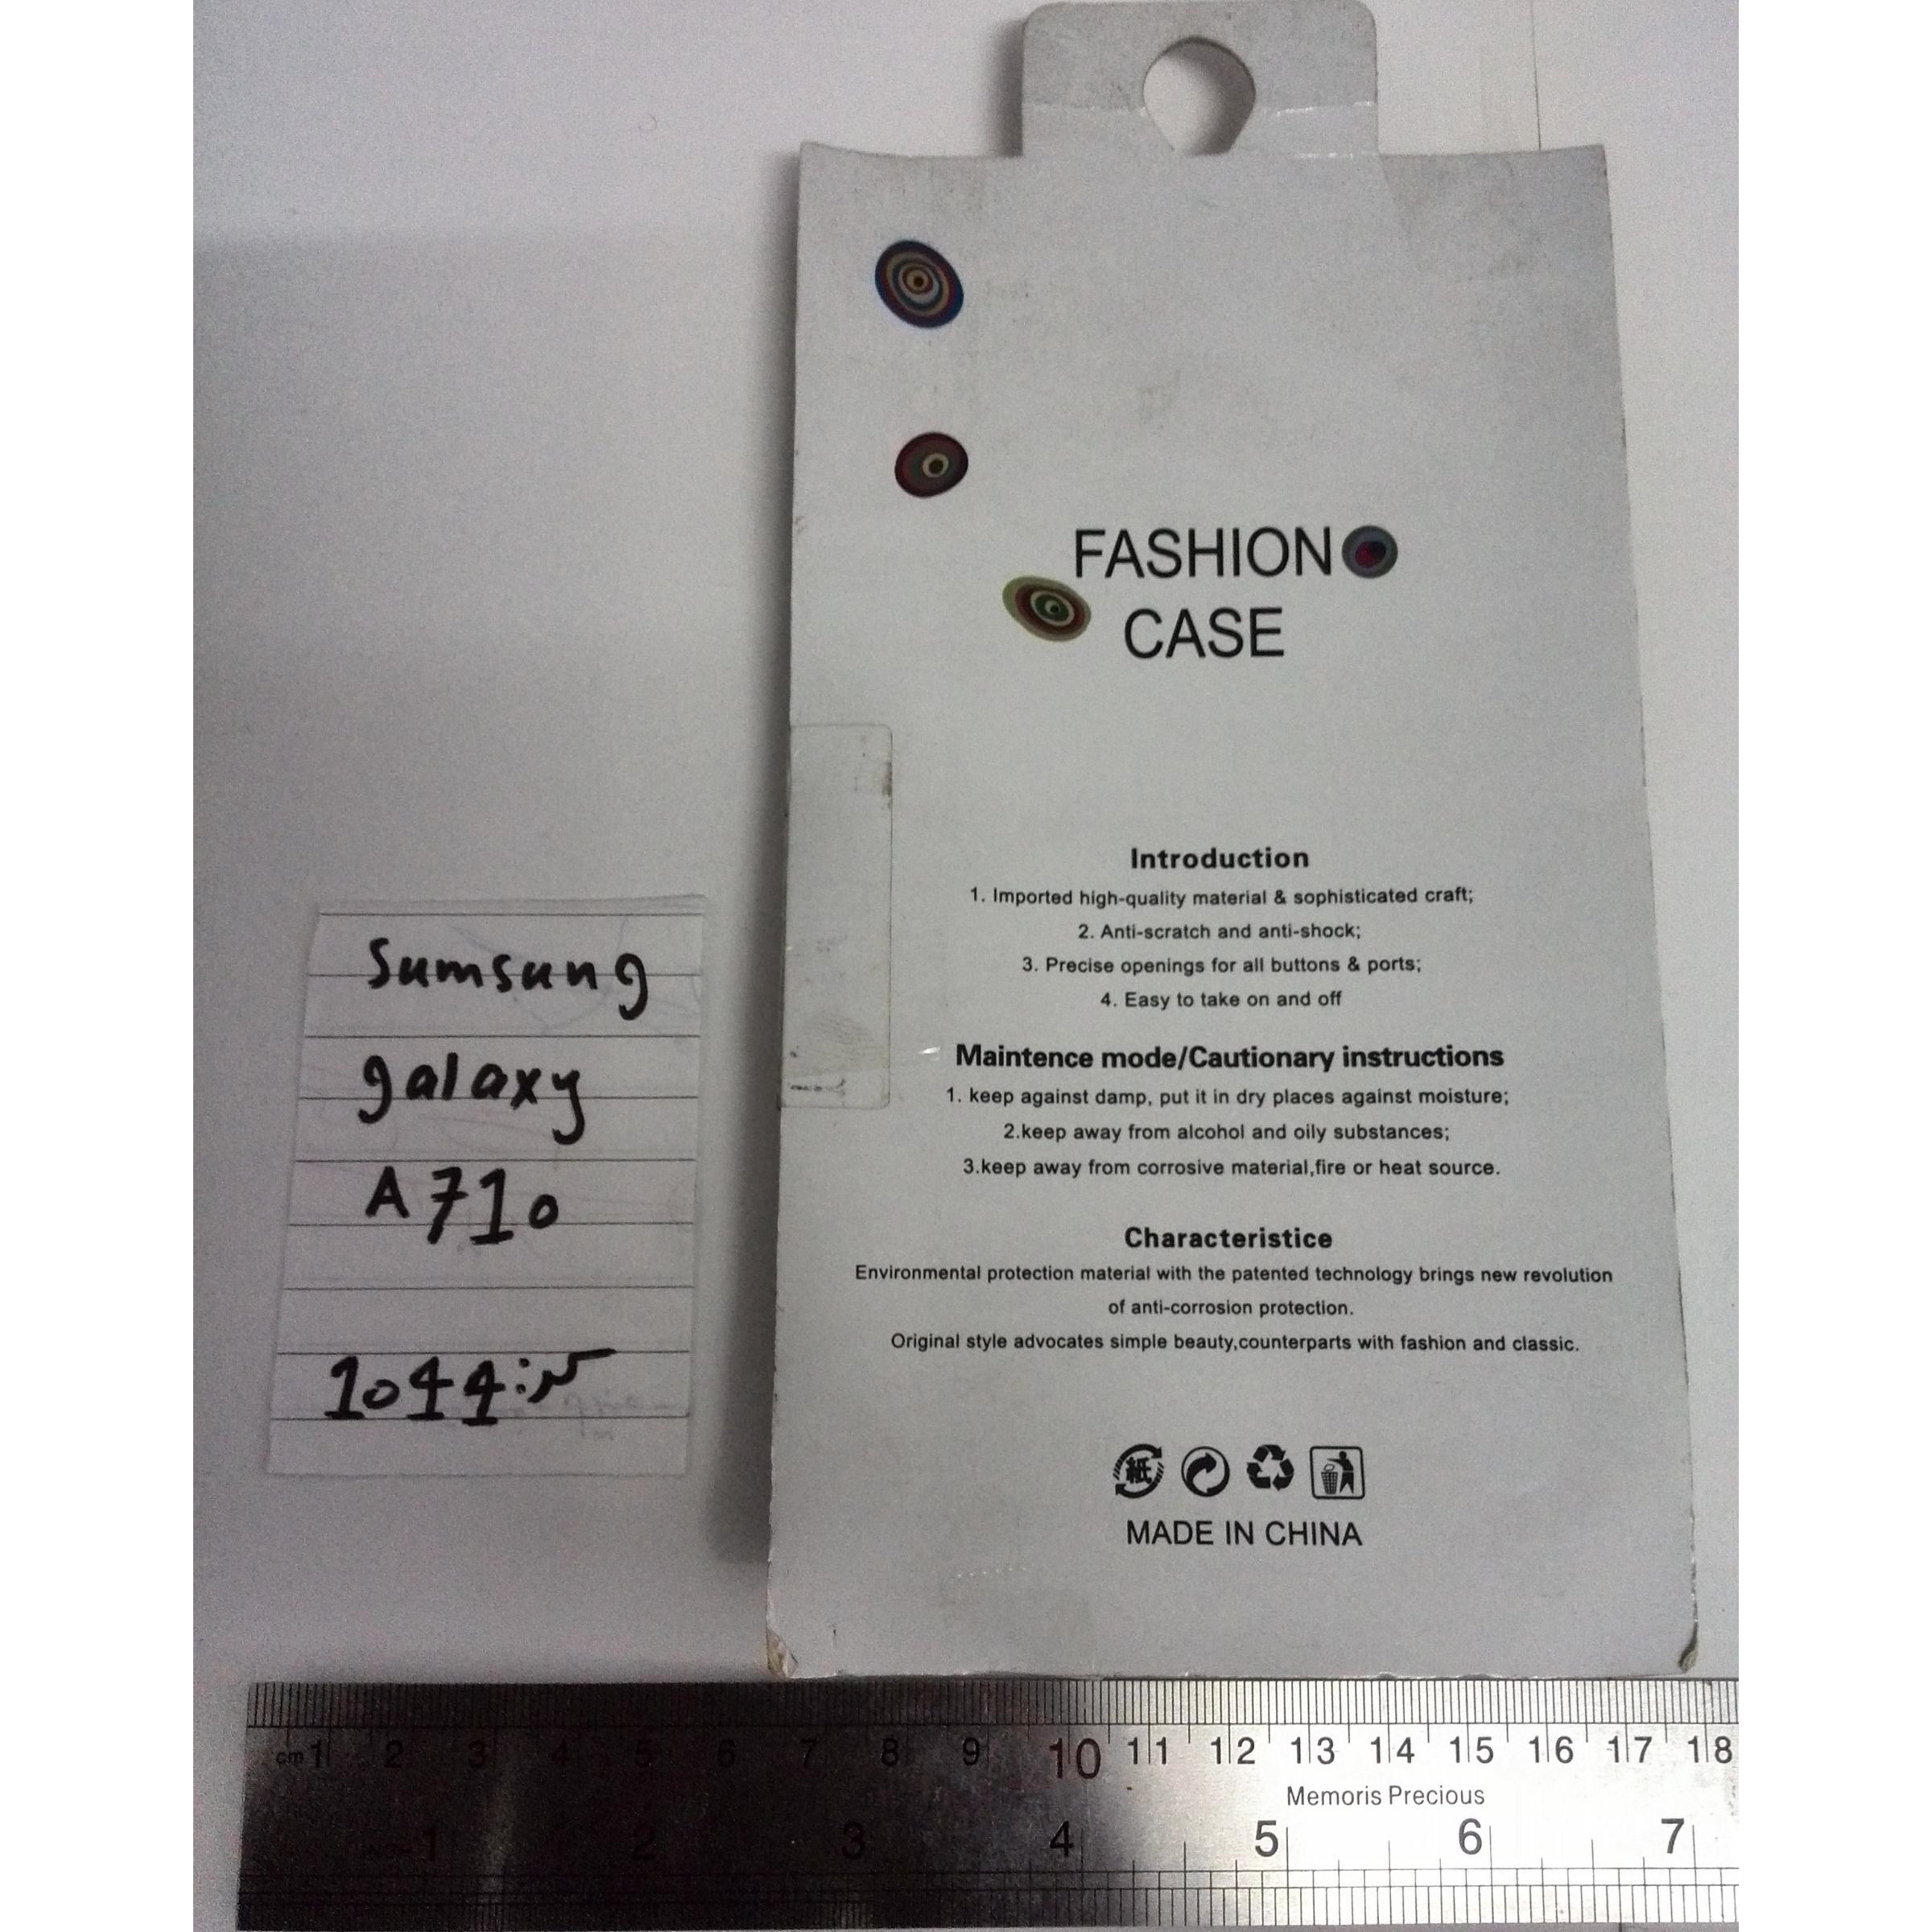 FASHION
CASE
Introduction
1. Imported high-quality material & sophisticated craft;
2. Anti-scratch and anti-shock;
3. Precise openings for all buttons & ports;
4. Easy to take on and off
Maintence mode/Cautionary instructions
1. keep against damp, put it in dry places against moisture;
2.keep away from alcohol and oily substances;
3.keep away from corrosive material,fire or heat source.
Characteristice
Environmental protection material with the patented technology brings new revolution
of anti-corrosion protection.
Original style advocates simple beauty,counterparts with fashion and classic.
紙
MADE IN CHINA
Sumsung
galaxy
A710
1044:
cm 1 2 3 4 5 6 7 8 9 10 11 12 13 14 15 16 17 18
Memoris Precious
1 2 3 4 5 6 7